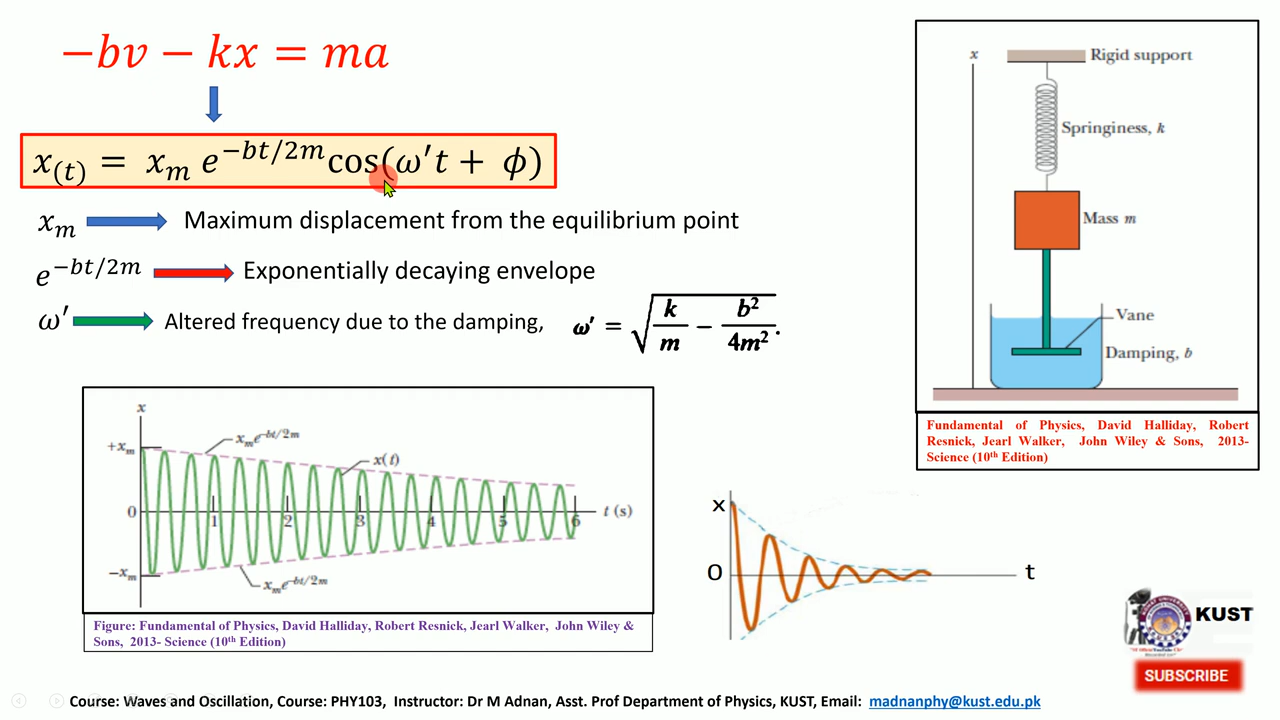 −bv − kx = ma
x(t) = xₘ e^−bt/2m cos(ω′t + ϕ)
xₘ Maximum displacement from the equilibrium point
e^−bt/2m Exponentially decaying envelope
ω′ Altered frequency due to the damping, ω′ = √(k/m − b²/4m²).
x
Rigid support
Springiness, k
Mass m
Vane
Damping, b
Fundamental of Physics, David Halliday, Robert
Resnick, Jearl Walker, John Wiley & Sons, 2013-
Science (10th Edition)
x
+xₘ
xₘe^−bt/2m
x(t)
0
1 2 3 4 5 6
t (s)
−xₘ
xₘe^−bt/2m
Figure: Fundamental of Physics, David Halliday, Robert Resnick, Jearl Walker, John Wiley &
Sons, 2013- Science (10th Edition)
x
O
t
KUST
SUBSCRIBE
Course: Waves and Oscillation, Course: PHY103, Instructor: Dr M Adnan, Asst. Prof Department of Physics, KUST, Email: madnanphy@kust.edu.pk